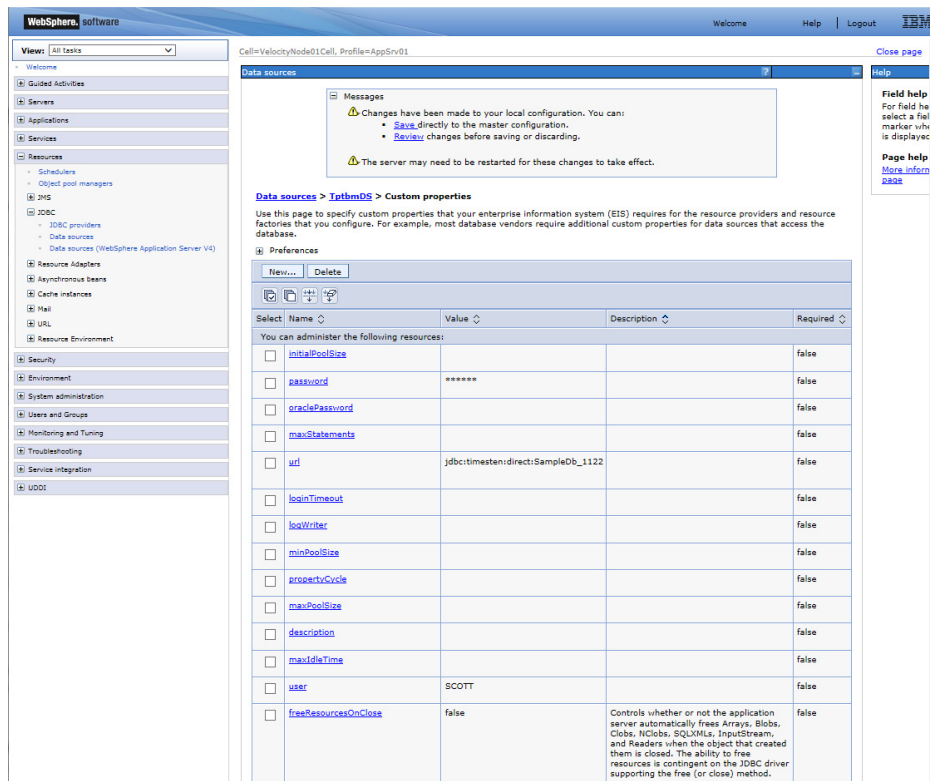 WebSphere. software
Welcome Help Logout IBM
View: All tasks
Cell=VelocityNode01Cell, Profile=AppSrv01
Close page
Welcome
Guided Activities
Servers
Applications
Services
Resources
Schedulers
Object pool managers
JMS
JDBC
JDBC providers
Data sources
Data sources (WebSphere Application Server V4)
Resource Adapters
Asynchronous beans
Cache instances
Mail
URL
Resource Environment
Security
Environment
System administration
Users and Groups
Monitoring and Tuning
Troubleshooting
Service integration
UDDI
Data sources ?
Messages
Changes have been made to your local configuration. You can:
Save directly to the master configuration.
Review changes before saving or discarding.
The server may need to be restarted for these changes to take effect.
Data sources > TptbmDS > Custom properties
Use this page to specify custom properties that your enterprise information system (EIS) requires for the resource providers and resource
factories that you configure. For example, most database vendors require additional custom properties for data sources that access the
database.
Preferences
New... Delete
Select Name Value Description Required
You can administer the following resources:
initialPoolSize false
password ****** false
oraclePassword false
maxStatements false
url jdbc:timesten:direct:SampleDb_1122 false
loginTimeout false
logWriter false
minPoolSize false
propertyCycle false
maxPoolSize false
description false
maxIdleTime false
user SCOTT false
freeResourcesOnClose false Controls whether or not the application false
server automatically frees Arrays, Blobs,
Clobs, NClobs, SQLXMLs, InputStream,
and Readers when the object that created
them is closed. The ability to free
resources is contingent on the JDBC driver
supporting the free (or close) method.
Help
Field help
For field he
select a fiel
marker whe
is displayed
Page help
More inforn
page